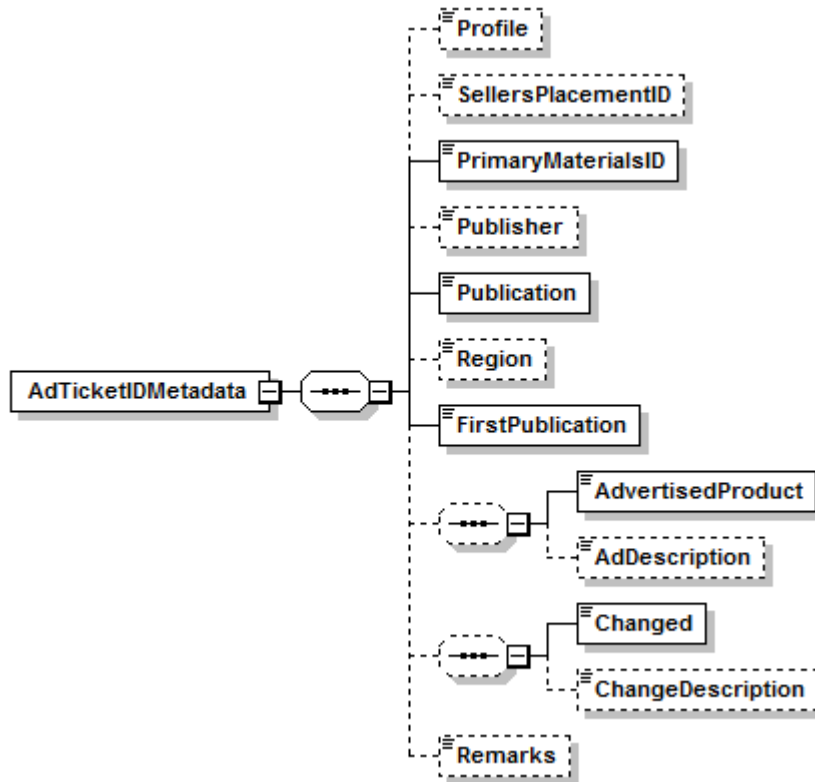 Profile
SellersPlacementID
PrimaryMaterialsID
Publisher
Publication
Region
AdTicketIDMetadata
FirstPublication
AdvertisedProduct
AdDescription
Changed
ChangeDescription
Remarks